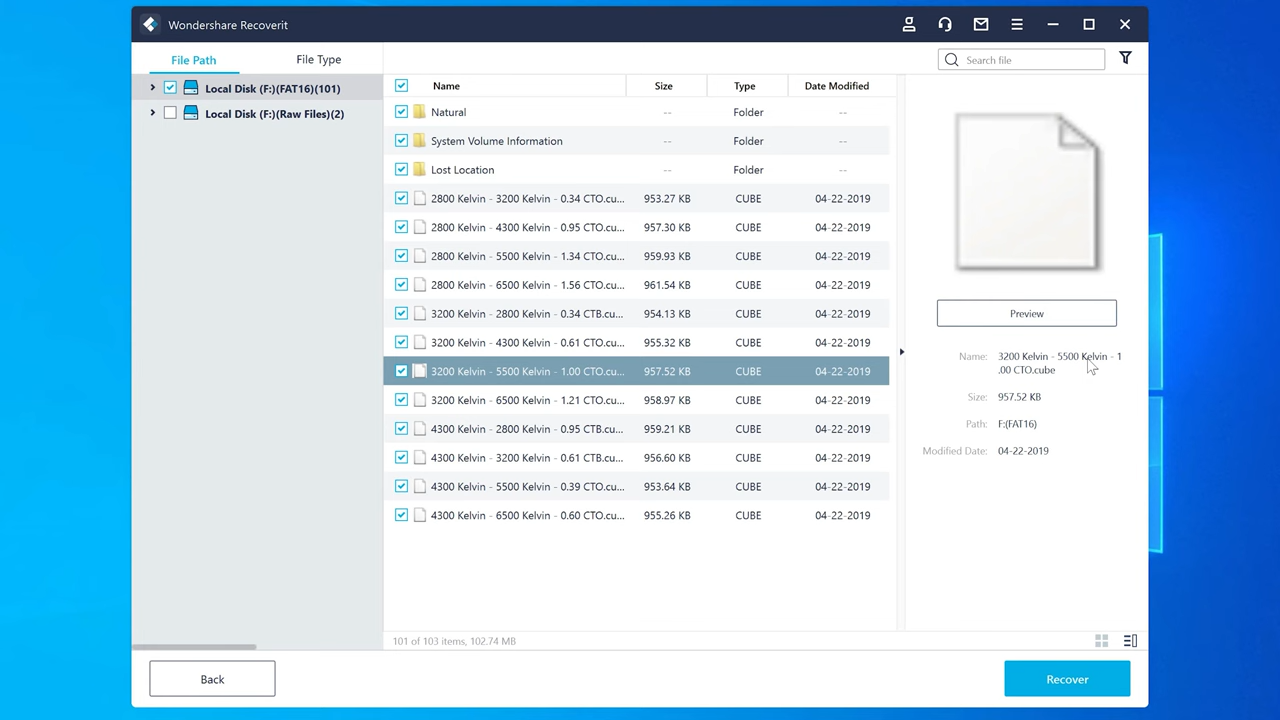 Wondershare Recoverit
File Path File Type
Search file
Local Disk (F:)(FAT16)(101)
Local Disk (F:)(Raw Files)(2)
Name Size Type Date Modified
Natural -- Folder --
System Volume Information -- Folder --
Lost Location -- Folder --
2800 Kelvin - 3200 Kelvin - 0.34 CTO.cu... 953.27 KB CUBE 04-22-2019
2800 Kelvin - 4300 Kelvin - 0.95 CTO.cu... 957.30 KB CUBE 04-22-2019
2800 Kelvin - 5500 Kelvin - 1.34 CTO.cu... 959.93 KB CUBE 04-22-2019
2800 Kelvin - 6500 Kelvin - 1.56 CTO.cu... 961.54 KB CUBE 04-22-2019
3200 Kelvin - 2800 Kelvin - 0.34 CTB.cu... 954.13 KB CUBE 04-22-2019
3200 Kelvin - 4300 Kelvin - 0.61 CTO.cu... 955.32 KB CUBE 04-22-2019
3200 Kelvin - 5500 Kelvin - 1.00 CTO.cu... 957.52 KB CUBE 04-22-2019
3200 Kelvin - 6500 Kelvin - 1.21 CTO.cu... 958.97 KB CUBE 04-22-2019
4300 Kelvin - 2800 Kelvin - 0.95 CTB.cu... 959.21 KB CUBE 04-22-2019
4300 Kelvin - 3200 Kelvin - 0.61 CTB.cu... 956.60 KB CUBE 04-22-2019
4300 Kelvin - 5500 Kelvin - 0.39 CTO.cu... 953.64 KB CUBE 04-22-2019
4300 Kelvin - 6500 Kelvin - 0.60 CTO.cu... 955.26 KB CUBE 04-22-2019
Preview
Name: 3200 Kelvin - 5500 Kelvin - 1
.00 CTO.cube
Size: 957.52 KB
Path: F:(FAT16)
Modified Date: 04-22-2019
101 of 103 items, 102.74 MB
Back Recover